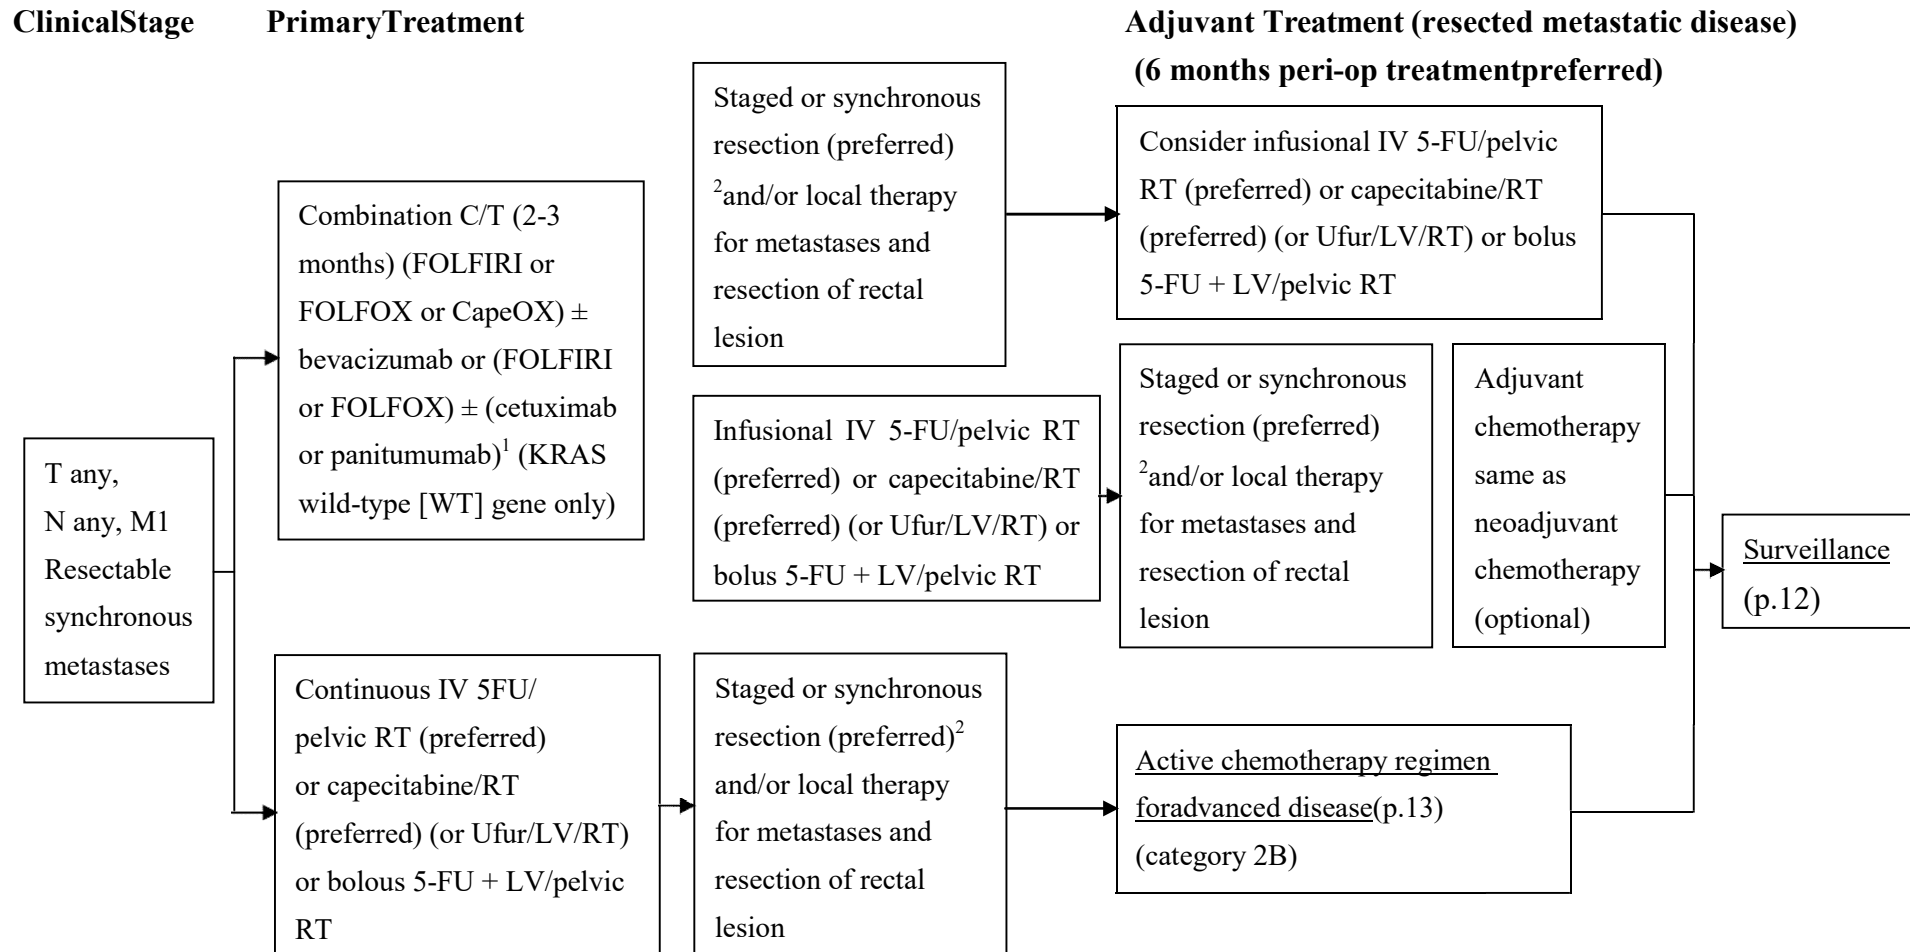 ClinicalStage
PrimaryTreatment
Adjuvant Treatment (resected metastatic disease)
(6 months peri-op treatmentpreferred)
T any,
N any, M1
Resectable
synchronous
metastases
Combination C/T (2-3
months) (FOLFIRI or
FOLFOX or CapeOX) ±
bevacizumab or (FOLFIRI
or FOLFOX) ± (cetuximab
or panitumumab)¹ (KRAS
wild-type [WT] gene only)
Staged or synchronous
resection (preferred)
²and/or local therapy
for metastases and
resection of rectal
lesion
Consider infusional IV 5-FU/pelvic
RT (preferred) or capecitabine/RT
(preferred) (or Ufur/LV/RT) or bolus
5-FU + LV/pelvic RT
Infusional IV 5-FU/pelvic RT
(preferred) or capecitabine/RT
(preferred) (or Ufur/LV/RT) or
bolus 5-FU + LV/pelvic RT
Staged or synchronous
resection (preferred)
²and/or local therapy
for metastases and
resection of rectal
lesion
Adjuvant
chemotherapy
same as
neoadjuvant
chemotherapy
(optional)
Continuous IV 5FU/
pelvic RT (preferred)
or capecitabine/RT
(preferred) (or Ufur/LV/RT)
or bolous 5-FU + LV/pelvic
RT
Staged or synchronous
resection (preferred)²
and/or local therapy
for metastases and
resection of rectal
lesion
Active chemotherapy regimen
foradvanced disease(p.13)
(category 2B)
Surveillance
(p.12)